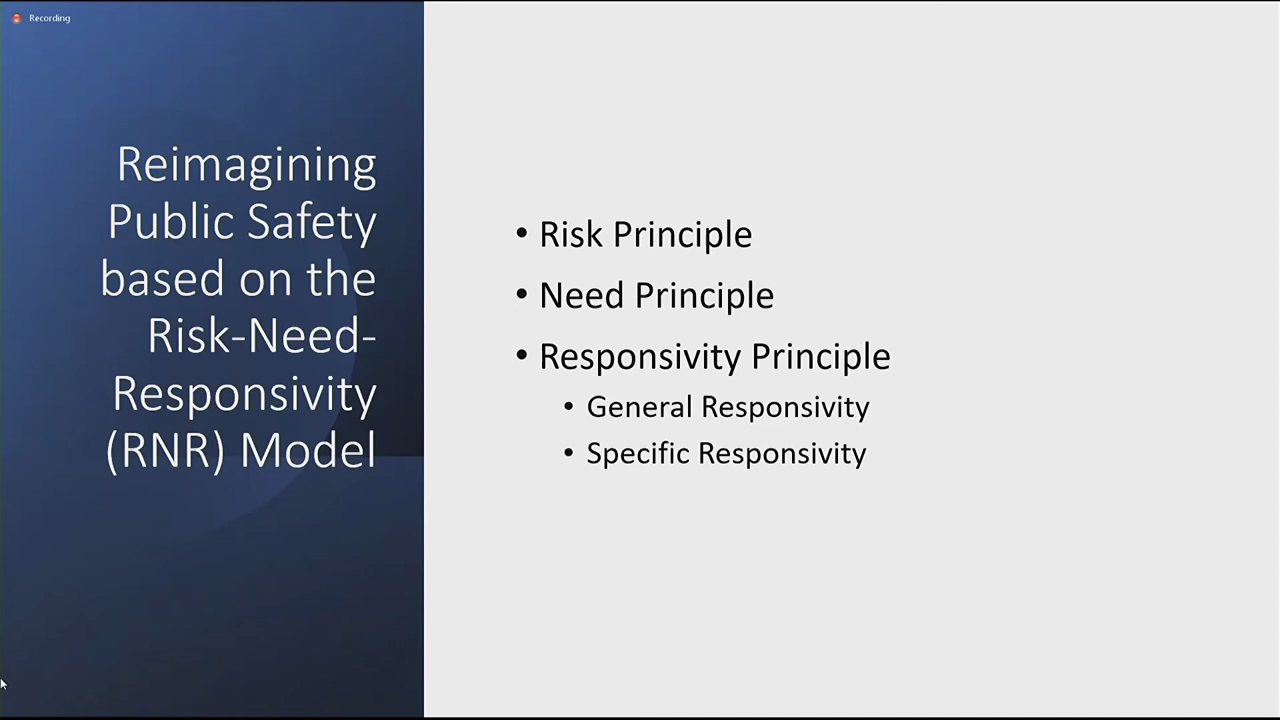 Recording
Reimagining
Public Safety
based on the
Risk-Need-
Responsivity
(RNR) Model
• Risk Principle
• Need Principle
• Responsivity Principle
• General Responsivity
• Specific Responsivity